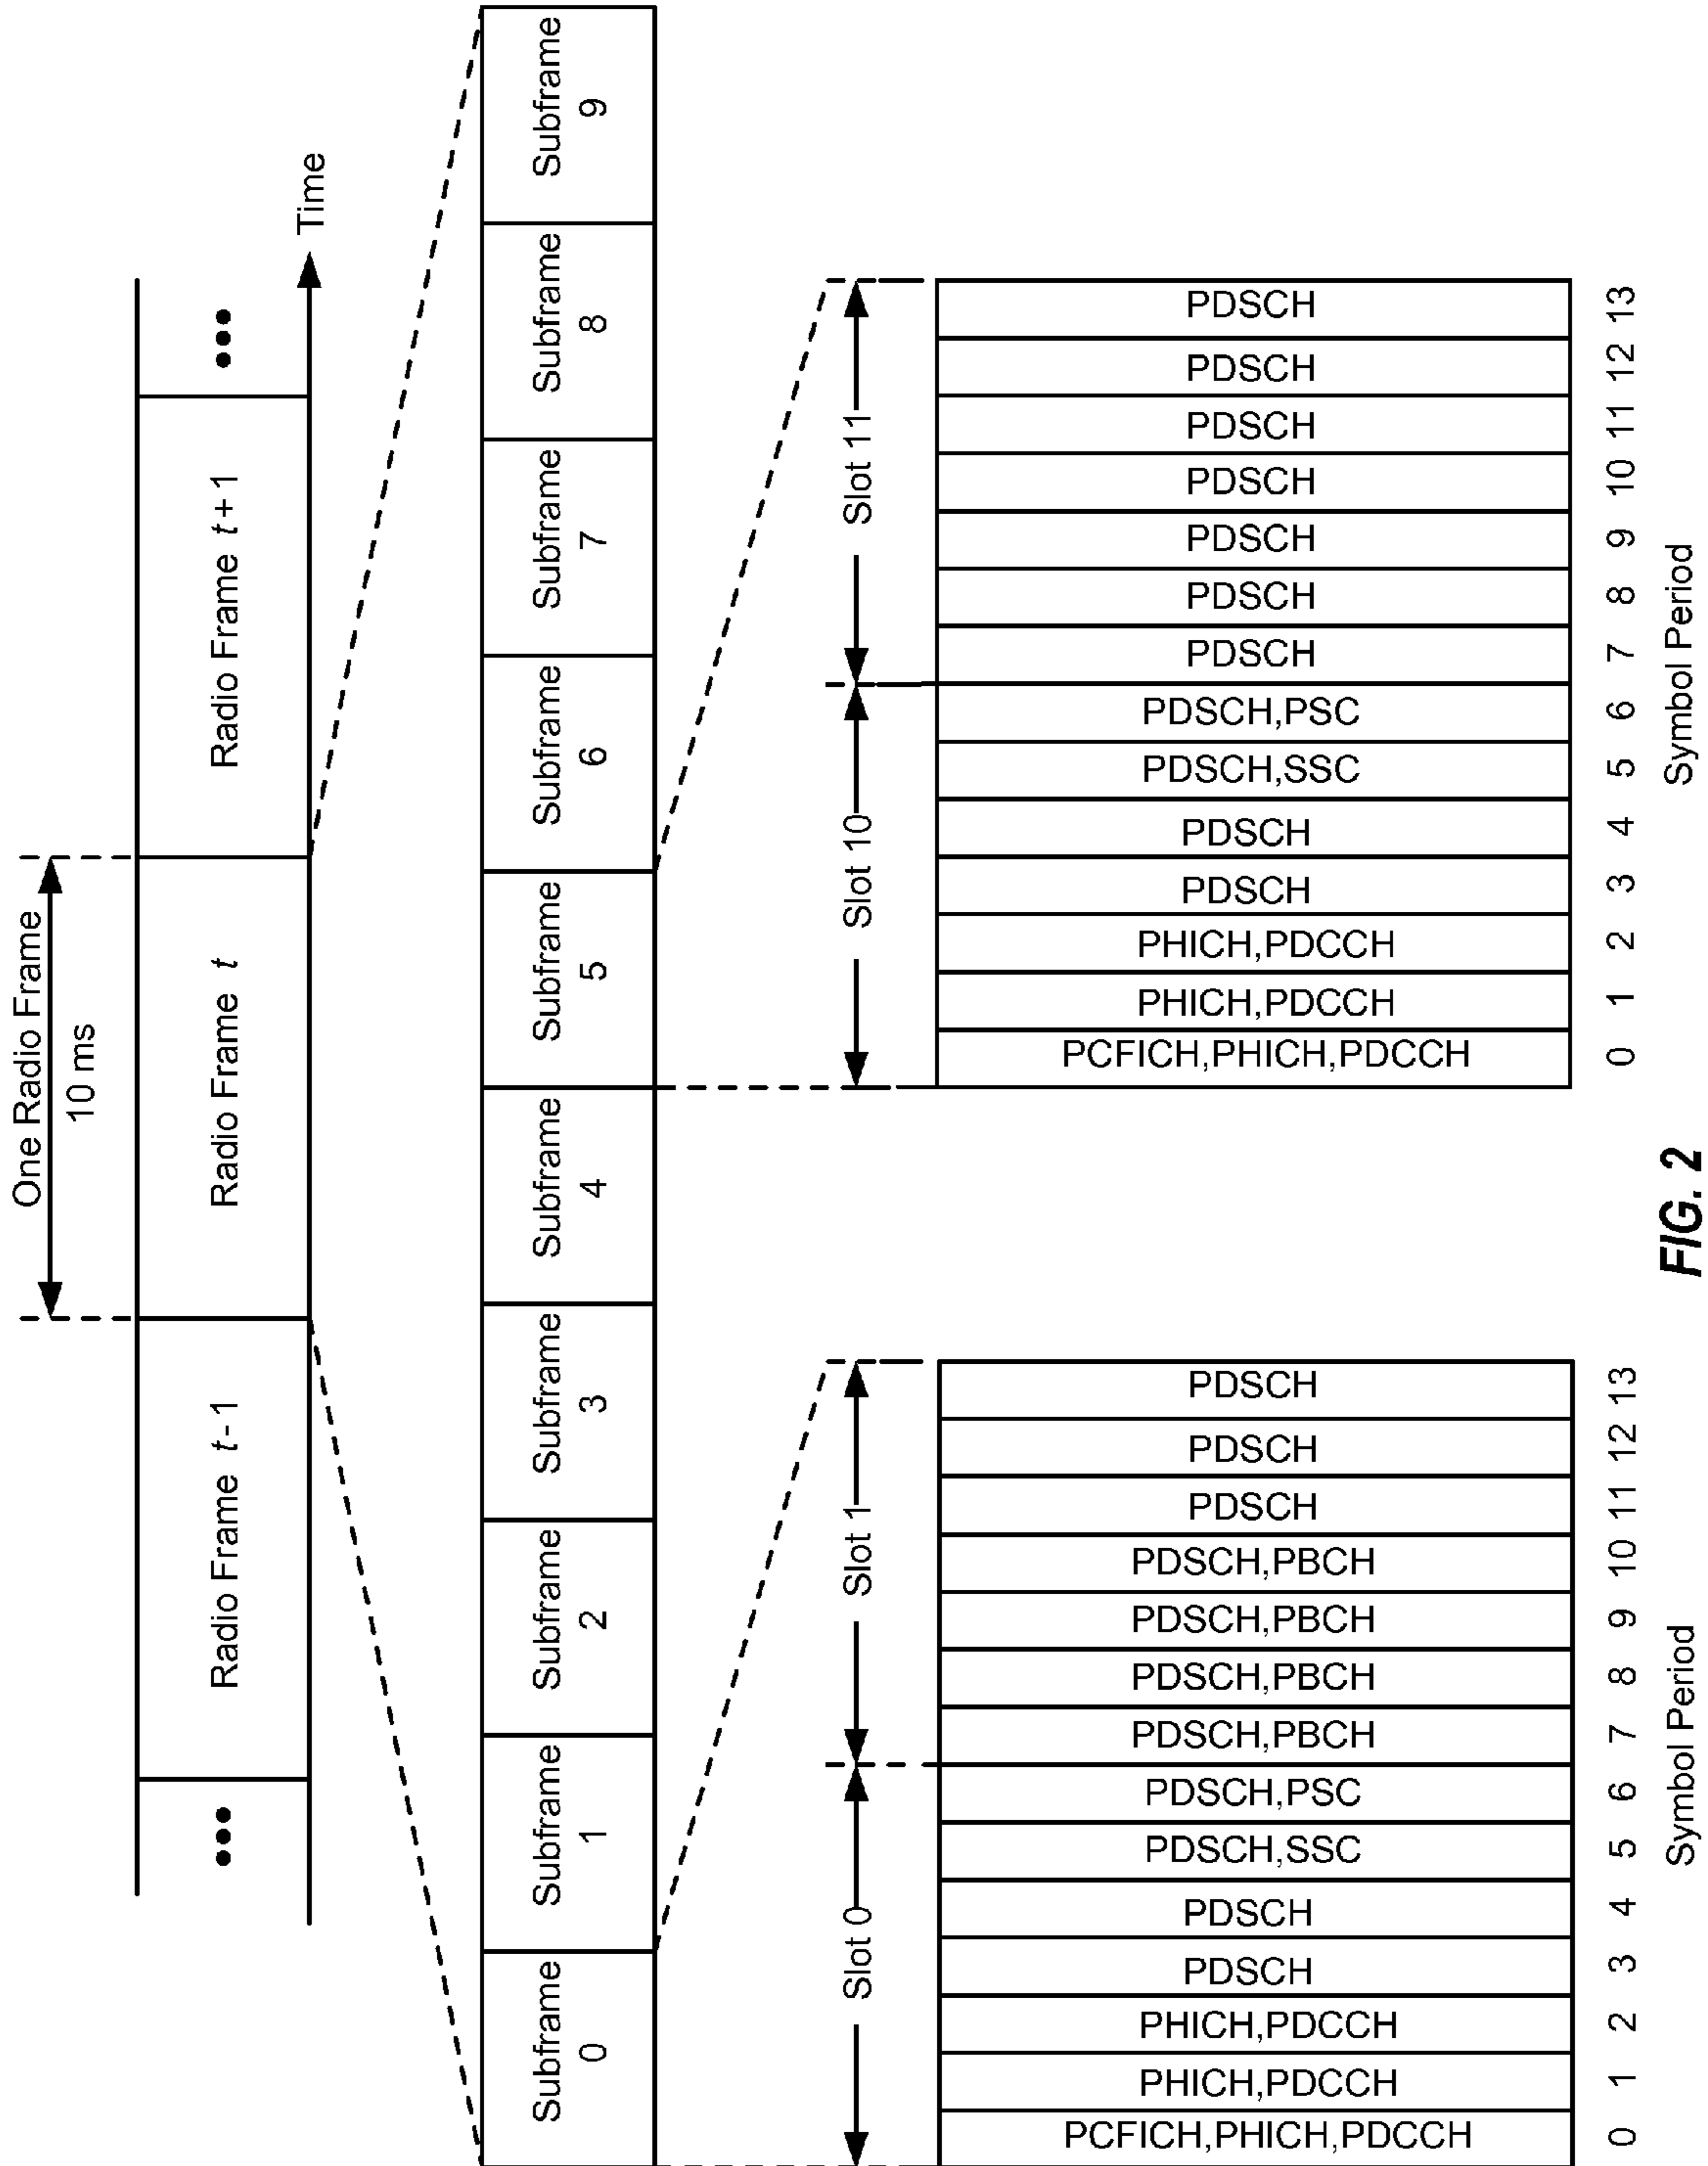 One Radio Frame
10 ms
Radio Frame t-1
Radio Frame t
Radio Frame t+1
Time
Subframe
0
Subframe
1
Subframe
2
Subframe
3
Subframe
4
Subframe
5
Subframe
6
Subframe
7
Subframe
8
Subframe
9
Slot 0
Slot 1
PCFICH,PHICH,PDCCH
PHICH,PDCCH
PHICH,PDCCH
PDSCH
PDSCH
PDSCH,SSC
PDSCH,PSC
PDSCH,PBCH
PDSCH,PBCH
PDSCH,PBCH
PDSCH,PBCH
PDSCH
PDSCH
PDSCH
0 1 2 3 4 5 6 7 8 9 10 11 12 13
Symbol Period
Slot 10
Slot 11
PCFICH,PHICH,PDCCH
PHICH,PDCCH
PHICH,PDCCH
PDSCH
PDSCH
PDSCH,SSC
PDSCH,PSC
PDSCH
PDSCH
PDSCH
PDSCH
PDSCH
PDSCH
PDSCH
0 1 2 3 4 5 6 7 8 9 10 11 12 13
Symbol Period
FIG. 2